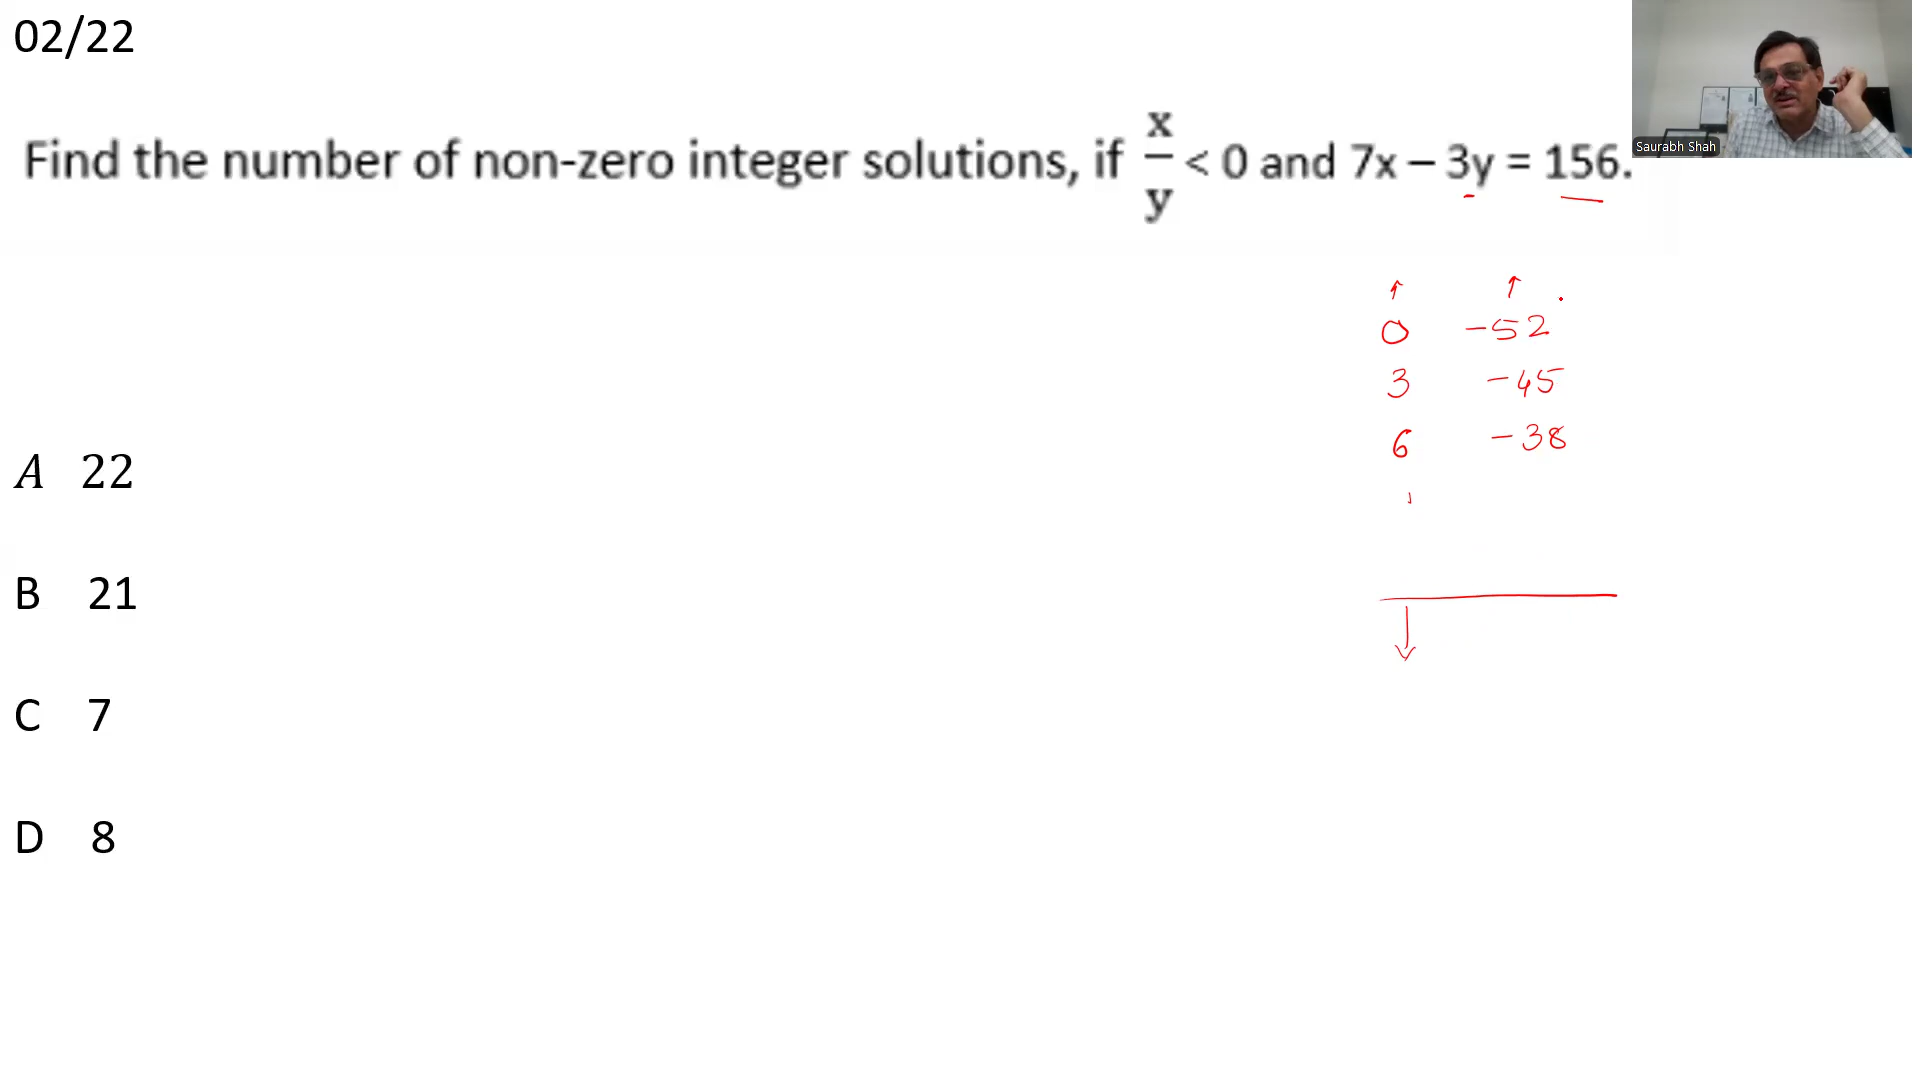 02/22
Saurabh Shah
Find the number of non-zero integer solutions, if x/y < 0 and 7x – 3y = 156.
0 -52
3 -45
6 -38
A 22
B 21
C 7
D 8